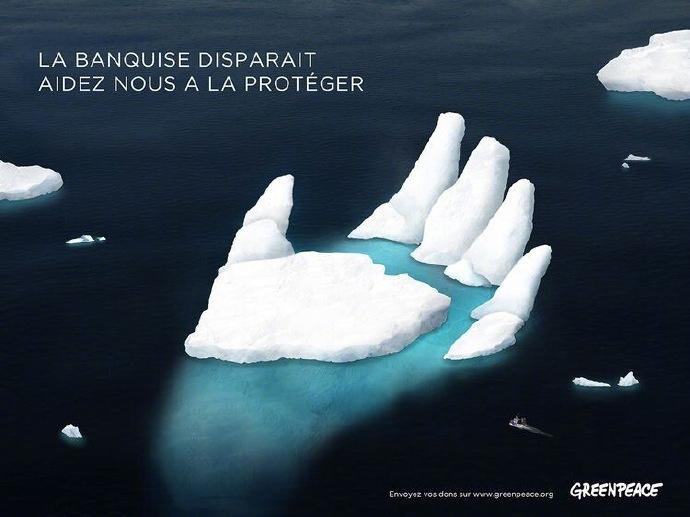 LA BANQUISE DISPARAIT
AIDEZ NOUS A LA PROTÉGER
Envoyez vos dons sur www.greenpeace.org
GREENPEACE